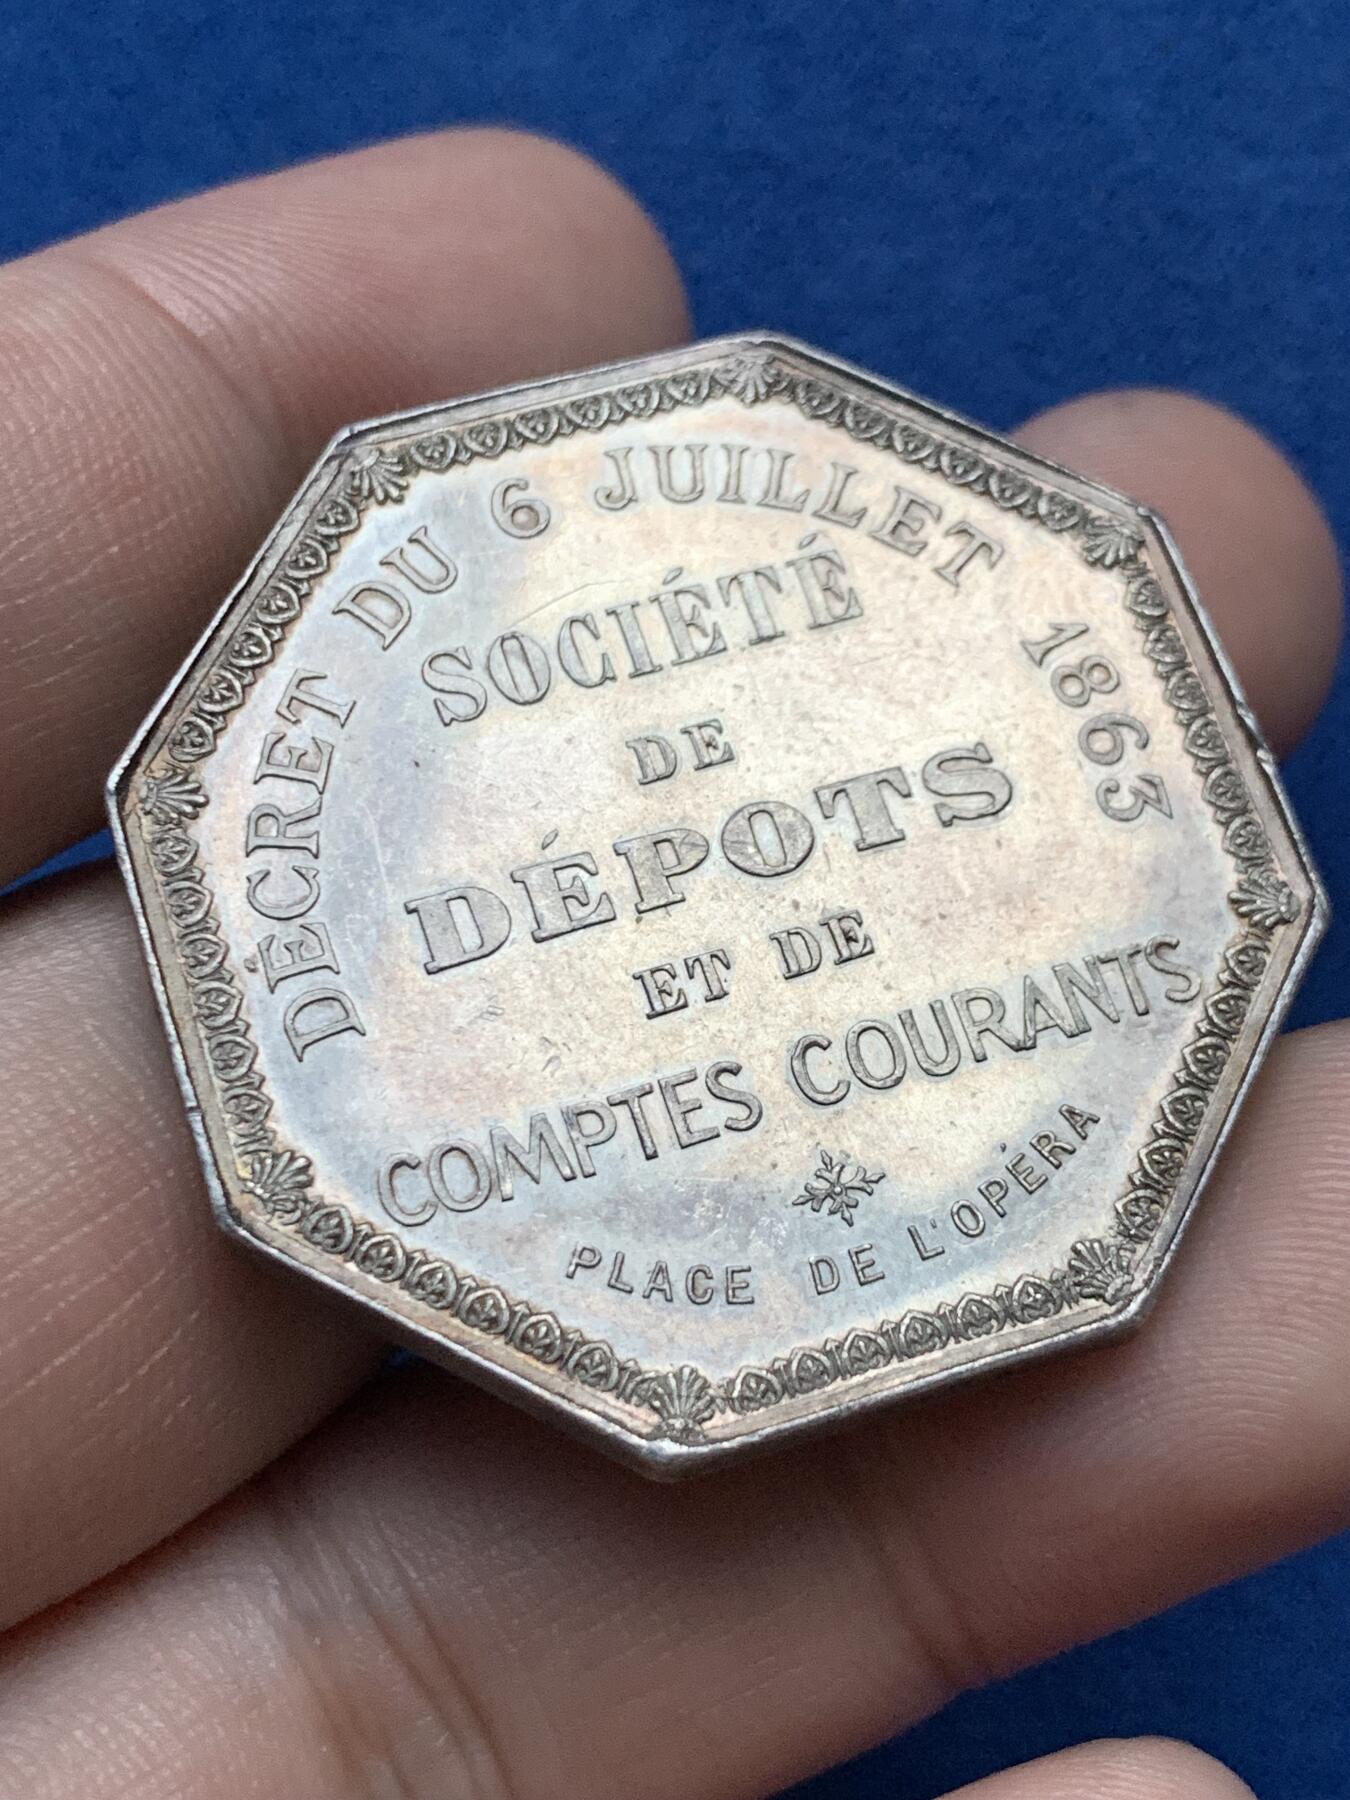 DÉCRET DU 6 JUILLET 1863
SOCIÉTÉ
DE
DÉPOTS
ET DE
COMPTES COURANTS
PLACE DE L'OPÉRA